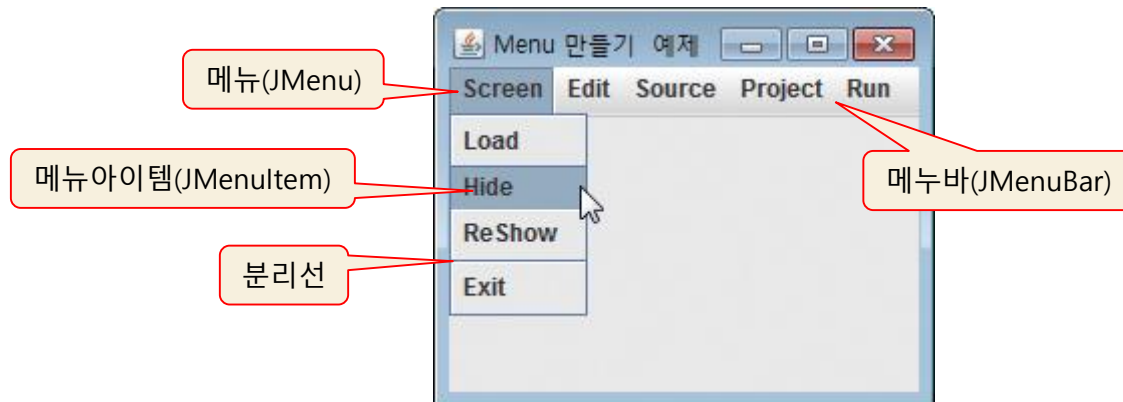 Menu 만들기 예제
메뉴(JMenu)
Screen Edit Source Project Run
Load
메뉴아이템(JMenuItem)
Hide
메누바(JMenuBar)
ReShow
분리선
Exit